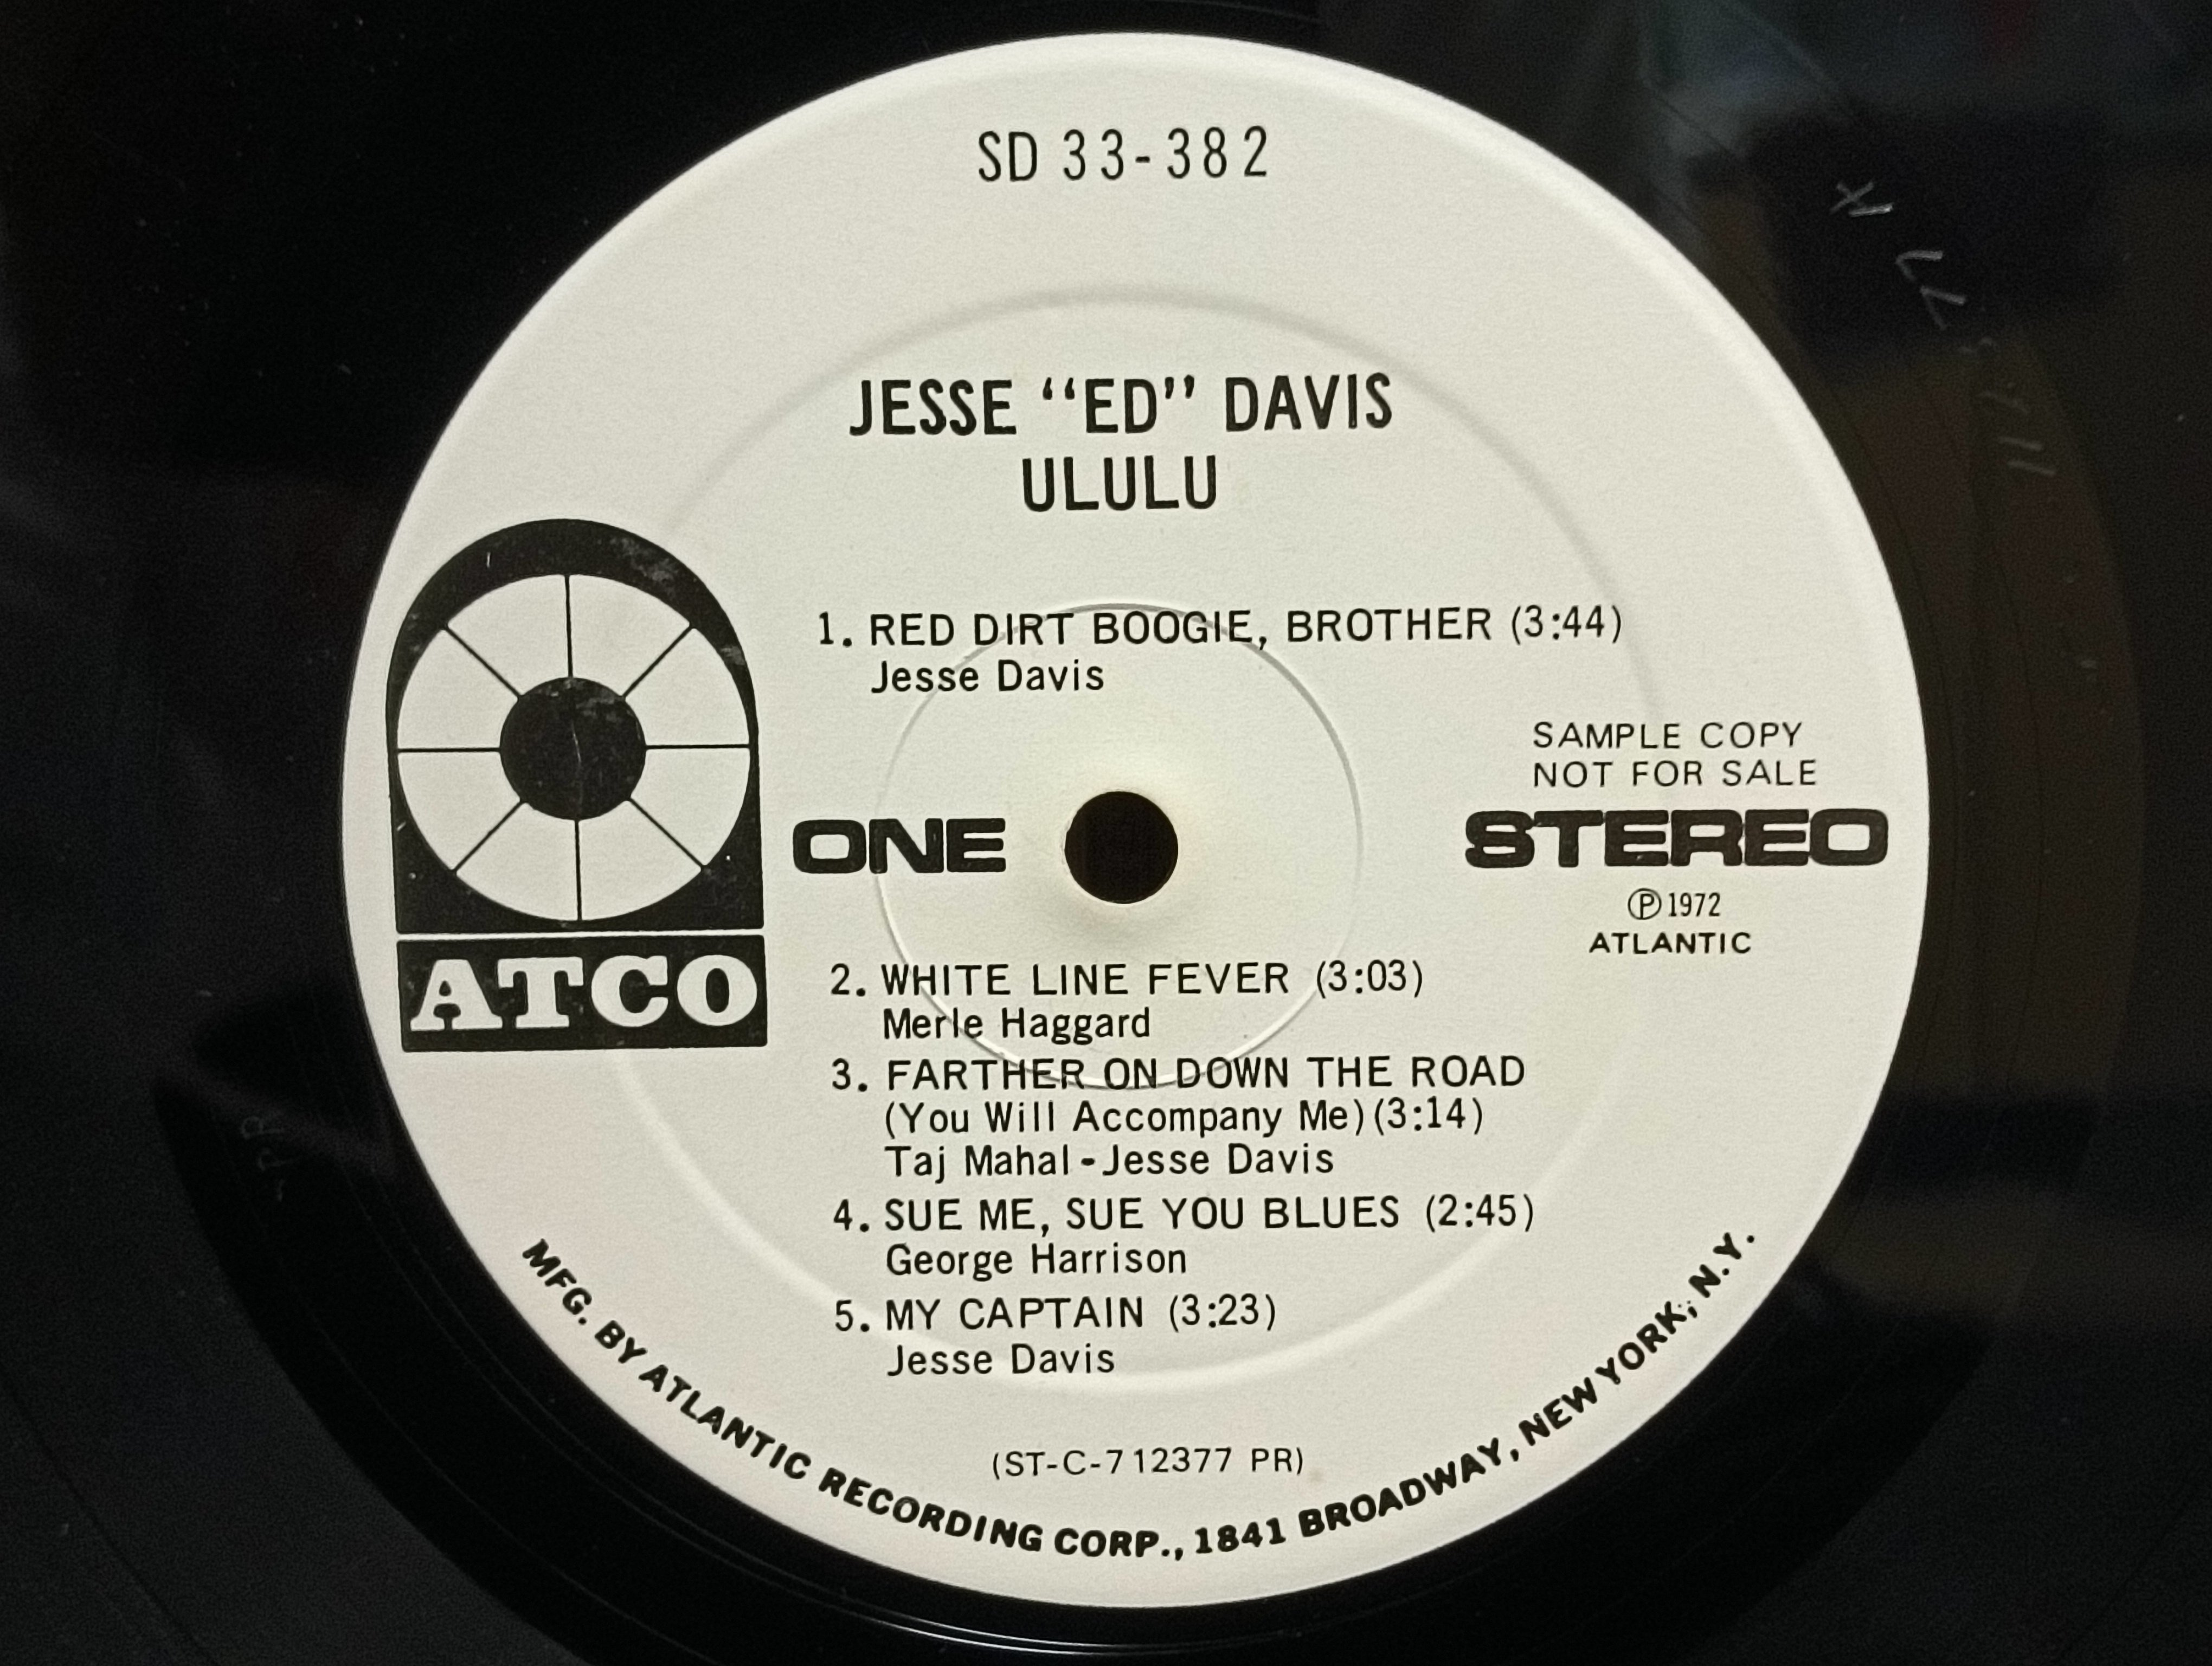 SD 33-382
JESSE “ED” DAVIS
ULULU
1. RED DIRT BOOGIE, BROTHER (3:44)
Jesse Davis
SAMPLE COPY
NOT FOR SALE
ONE
STEREO
Ⓟ1972
ATLANTIC
ATCO
2. WHITE LINE FEVER (3:03)
Merle Haggard
3. FARTHER ON DOWN THE ROAD
(You Will Accompany Me) (3:14)
Taj Mahal - Jesse Davis
4. SUE ME, SUE YOU BLUES (2:45)
George Harrison
5. MY CAPTAIN (3:23)
Jesse Davis
(ST-C-712377 PR)
MFG. BY ATLANTIC RECORDING CORP., 1841 BROADWAY, NEW YORK, N.Y.